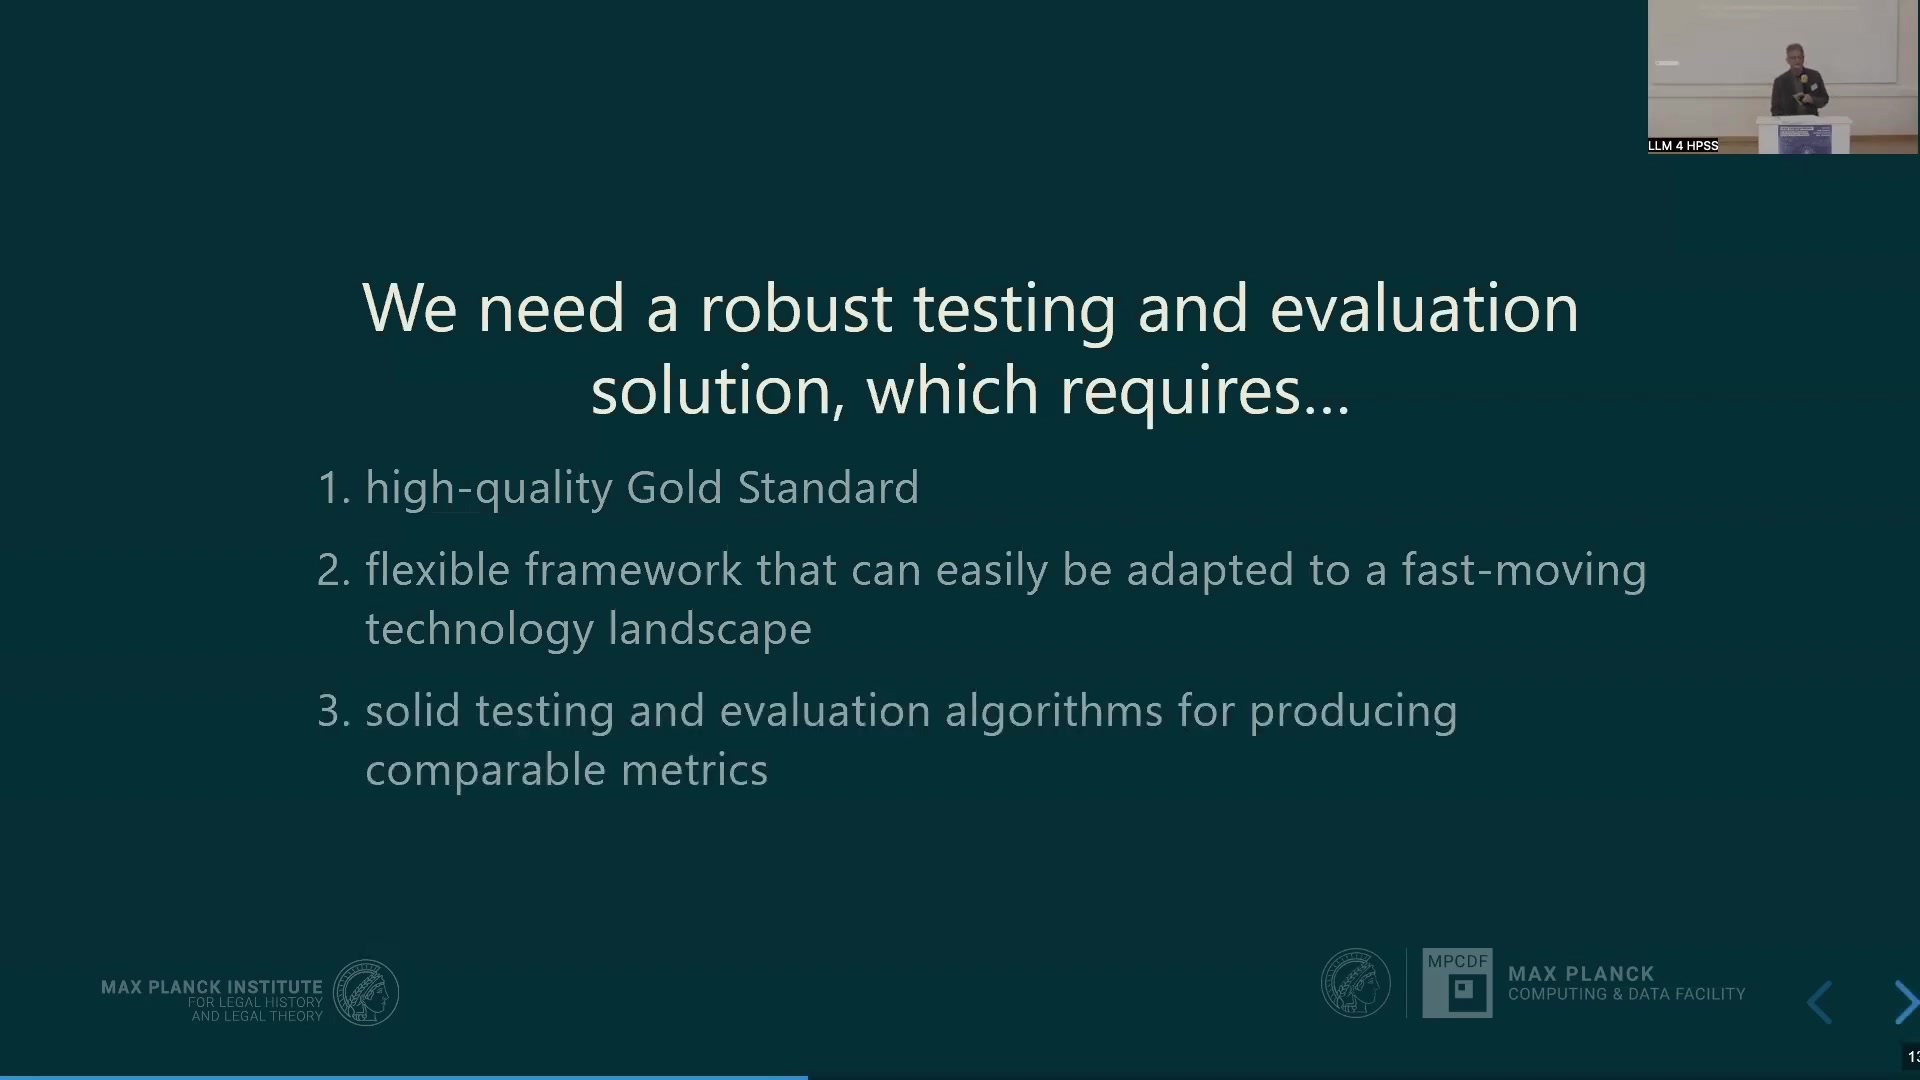 LLM 4 HPSS
We need a robust testing and evaluation
solution, which requires...
1. high-quality Gold Standard
2. flexible framework that can easily be adapted to a fast-moving
technology landscape
3. solid testing and evaluation algorithms for producing
comparable metrics
MAX PLANCK INSTITUTE
FOR LEGAL HISTORY
AND LEGAL THEORY
MPCDF
MAX PLANCK
COMPUTING & DATA FACILITY